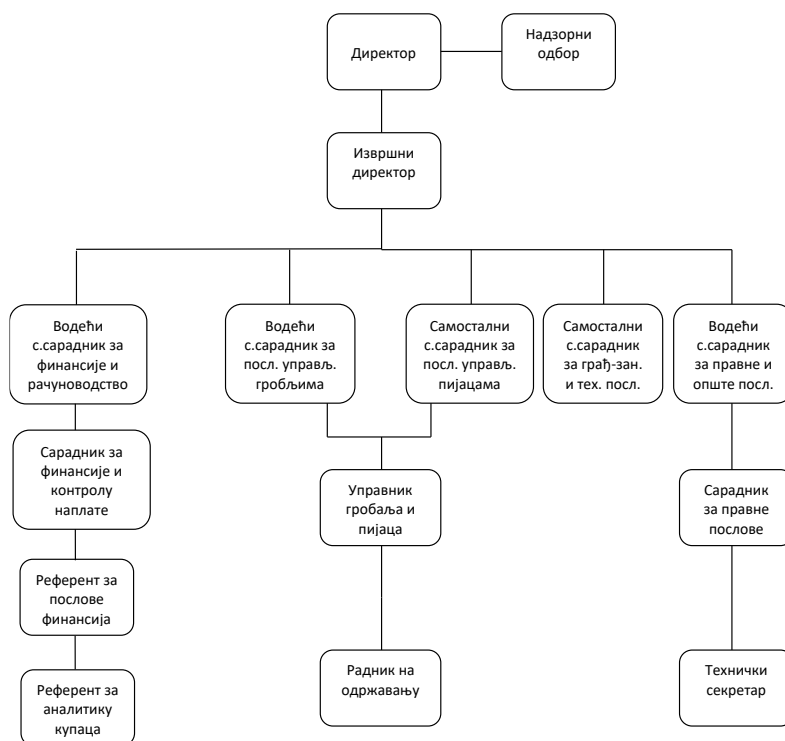 Директор
Надзорни
одбор
Извршни
директор
Водећи
с.сарадник за
финансије и
рачуноводство
Водећи
с.сарадник за
посл. управљ.
гробљима
Самостални
с.сарадник за
посл. управљ.
пијацама
Самостални
с.сарадник
за грађ-зан.
и тех. посл.
Водећи
с.сарадник
за правне и
опште посл.
Сарадник за
финансије и
контролу
наплате
Управник
гробаља и
пијаца
Сарадник
за правне
послове
Референт за
послове
финансија
Радник на
одржавању
Технички
секретар
Референт за
аналитику
купаца